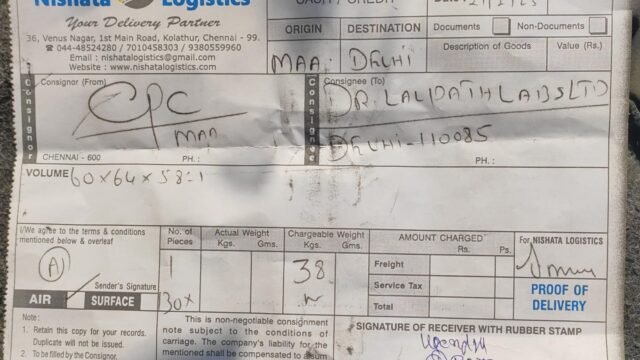 Nishata Logistics
Your Delivery Partner
36, Venus Nagar, 1st Main Road, Kolathur, Chennai - 99.
044-48524280 / 7010458303 / 9380559960
Email : nishatalogistics@gmail.com
Website : www.nishatalogistics.com
CASH / CREDIT
ORIGIN DESTINATION
Documents Non-Documents
MAA. DELHI
Description of Goods Value (Rs.)
Consignor
Consignor (From)
CPC
MAA
CHENNAI - 600 PH. :
Consignee
Consignee (To)
DR. LALPATH LABS LTD
DELHI-110085
PH. :
VOLUME 60x64x58:1
I/We agree to the terms & conditions
mentioned below & overleaf
(A)
Sender's Signature
AIR SURFACE
No. of Pieces
1
Actual Weight
Kgs. Gms.
Chargeable Weight
Kgs. Gms.
38
AMOUNT CHARGED
Rs. Ps.
Freight
Service Tax
Total
For NISHATA LOGISTICS
PROOF OF
DELIVERY
Note :
1. Retain this copy for your records.
Duplicate will not be issued.
2. To be filled by the Consignor.
This is non-negotiable consignment
note subject to the conditions of
carriage. The company's liability for
the mentioned shall be compensated to
SIGNATURE OF RECEIVER WITH RUBBER STAMP